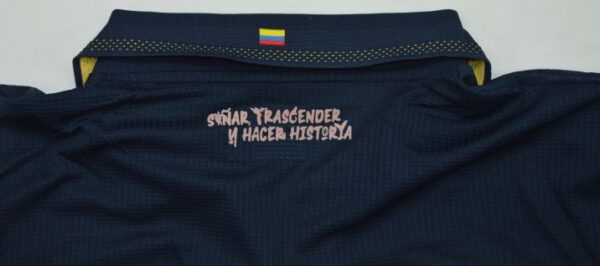 SOÑAR, TRASCENDER
Y HACER HISTORIA